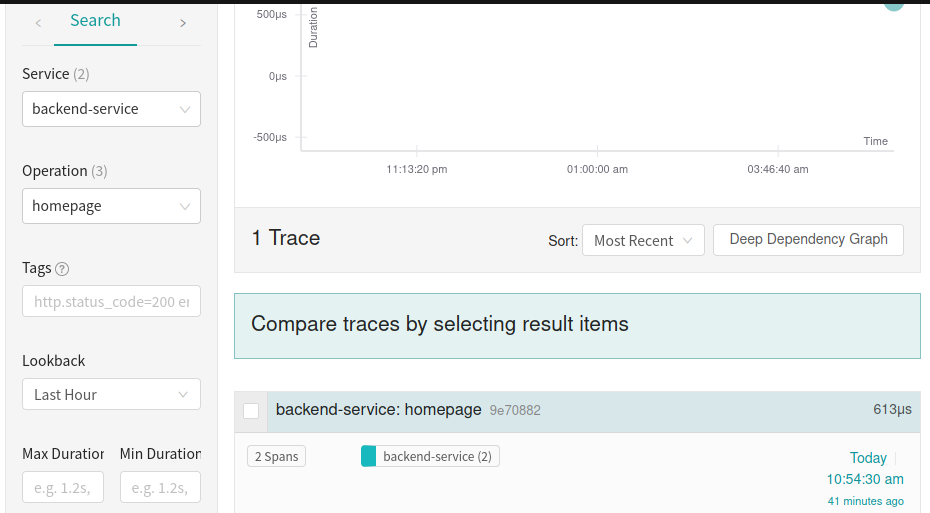 < Search >
Service (2)
backend-service
Operation (3)
homepage
Tags ?
http.status_code=200 er
Lookback
Last Hour
Max Duration Min Duration
e.g. 1.2s, e.g. 1.2s,
Duration
500μs
0μs
-500μs
Time
11:13:20 pm 01:00:00 am 03:46:40 am
1 Trace
Sort: Most Recent Deep Dependency Graph
Compare traces by selecting result items
backend-service: homepage 9e70882 613μs
2 Spans backend-service (2) Today
10:54:30 am
41 minutes ago